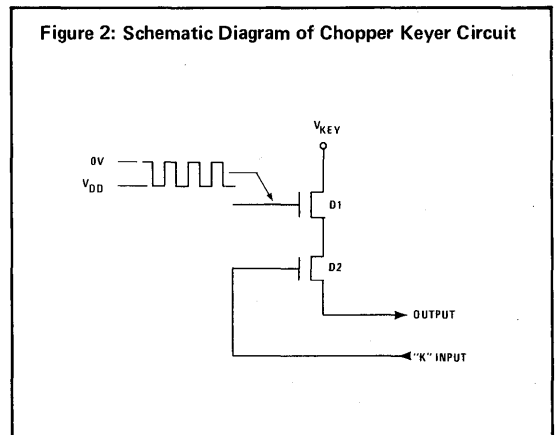 Figure 2: Schematic Diagram of Chopper Keyer Circuit
VKEY
0V
VDD
D1
D2
OUTPUT
"K" INPUT